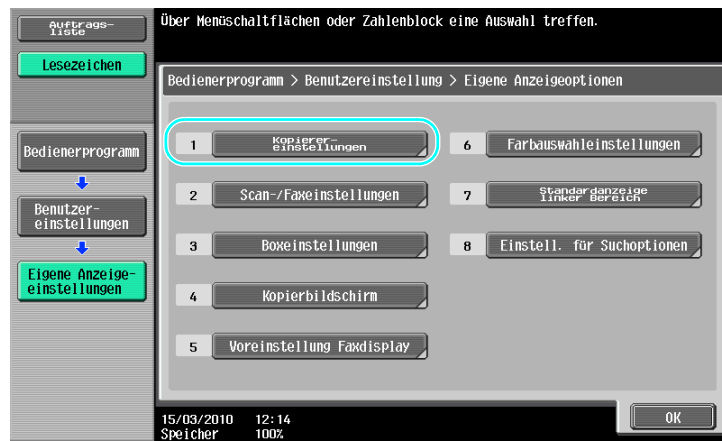 Auftrags-
liste
Über Menüschaltflächen oder Zahlenblock eine Auswahl treffen.
Lesezeichen
Bedienerprogramm > Benutzereinstellung > Eigene Anzeigeoptionen
1 Kopierer-
einstellungen
6 Farbauswahleinstellungen
Bedienerprogramm
2 Scan-/Faxeinstellungen
7 Standardanzeige
linker Bereich
Benutzer-
einstellungen
3 Boxeinstellungen
8 Einstell. für Suchoptionen
Eigene Anzeige-
einstellungen
4 Kopierbildschirm
5 Voreinstellung Faxdisplay
15/03/2010 12:14
Speicher 100%
OK